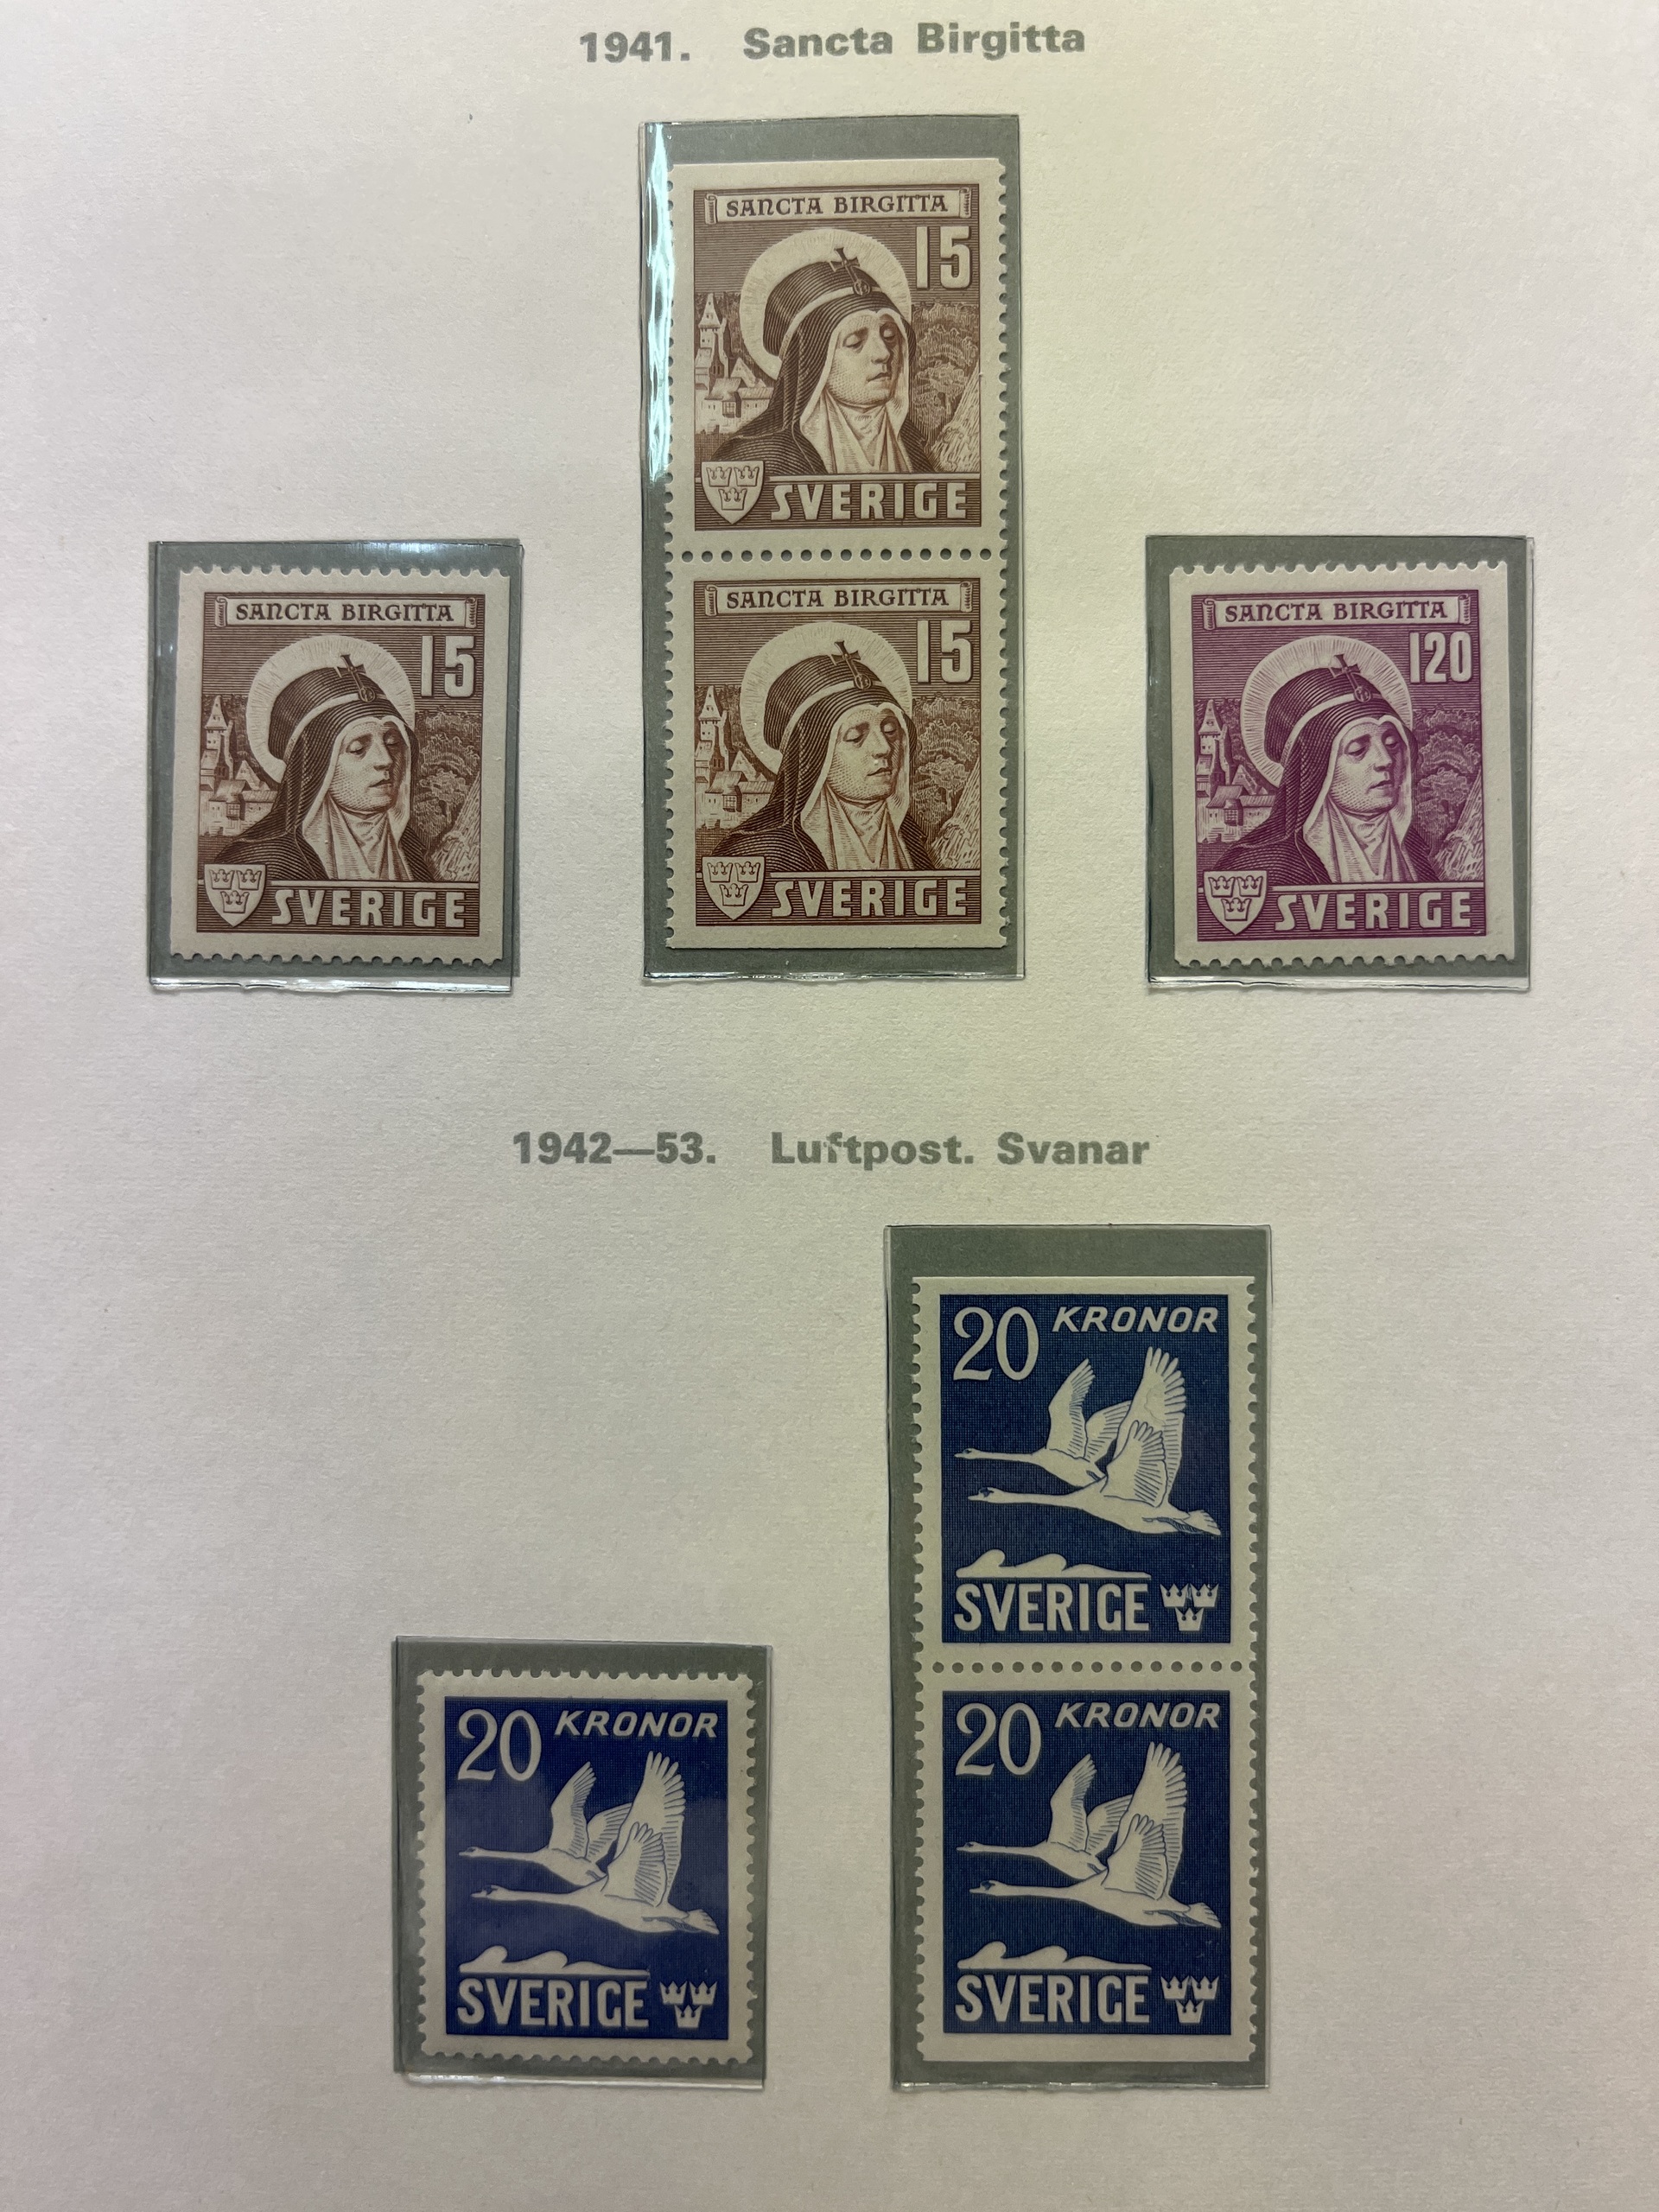 1941. Sancta Birgitta
SANCTA BIRGITTA
15
SVERIGE
SANCTA BIRGITTA
15
SVERIGE
SANCTA BIRGITTA
15
SVERIGE
SANCTA BIRGITTA
120
SVERIGE
1942—53. Luftpost. Svanar
20 KRONOR
SVERIGE
20 KRONOR
SVERIGE
20 KRONOR
SVERIGE